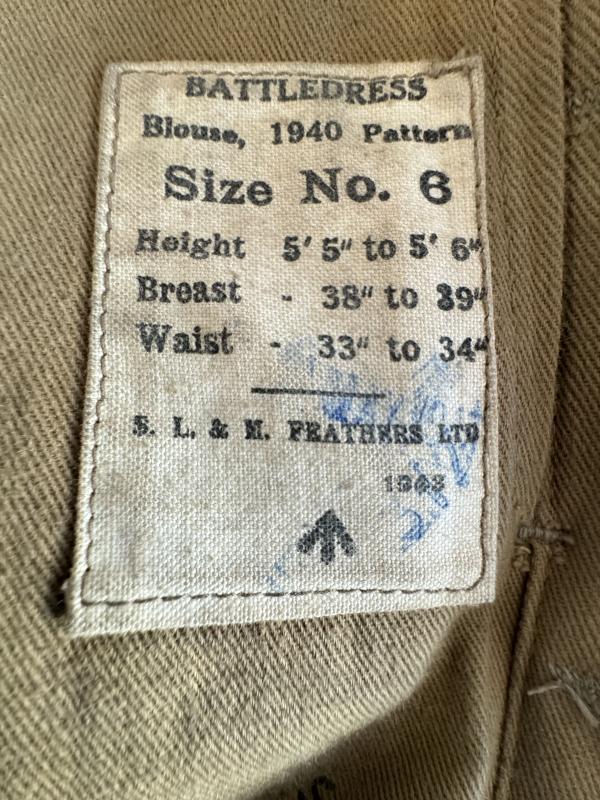 BATTLEDRESS
Blouse, 1940 Pattern
Size No. 6
Height 5' 5" to 5' 6"
Breast - 38" to 39"
Waist - 33" to 34"
S. L. & M. FEATHERS LTD
1943